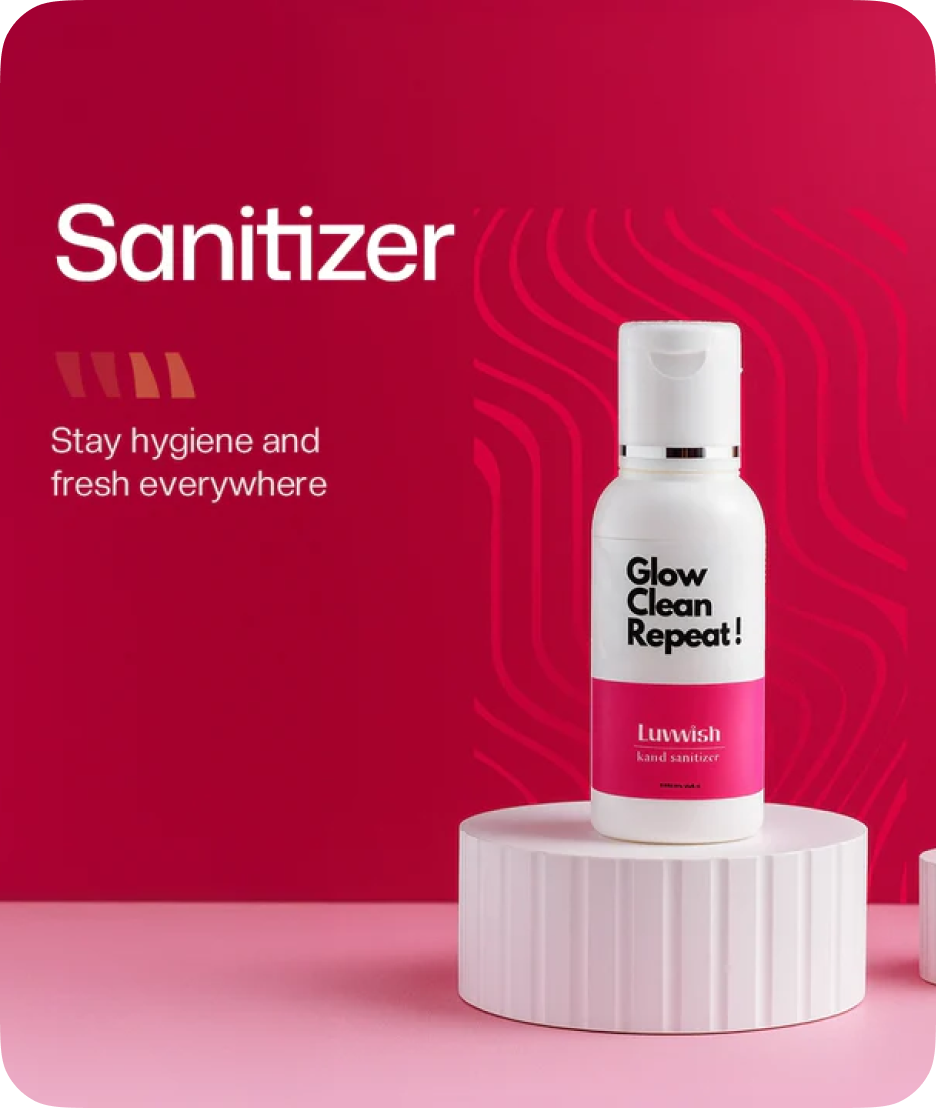 Sanitizer
Stay hygiene and
fresh everywhere
Glow
Clean
Repeat!
Luvwish
kand sanitizer